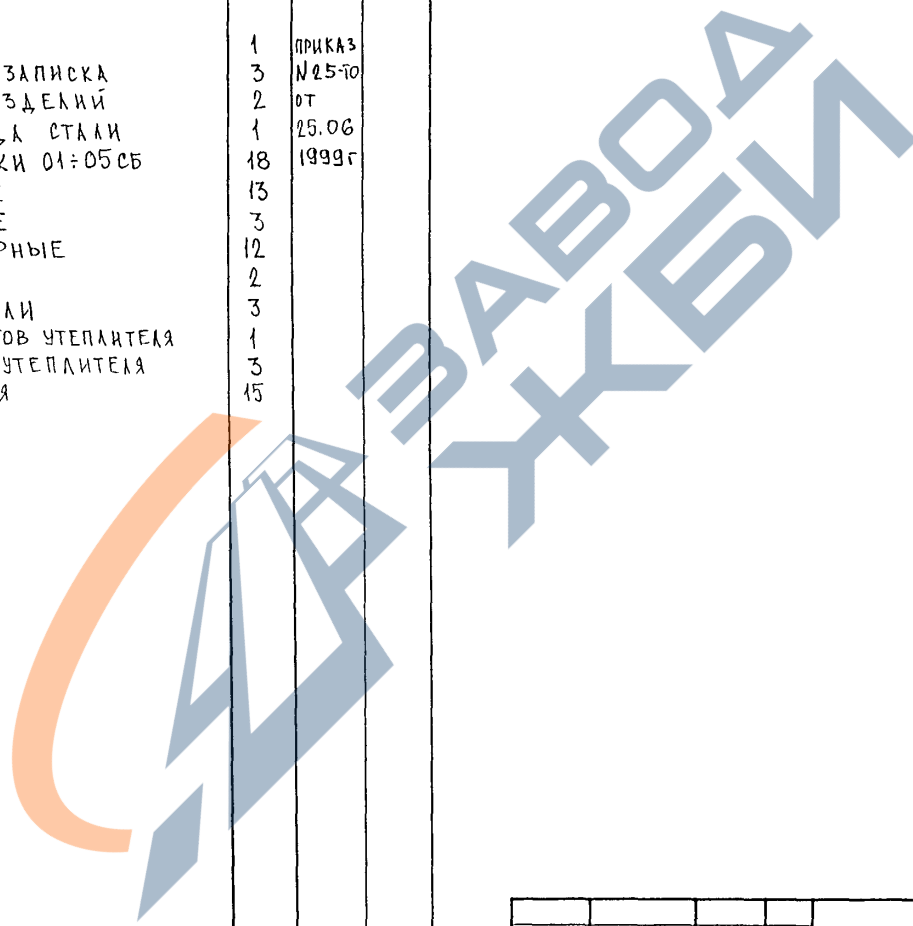 1 ПРИКАЗ
ЗАПИСКА 3 N25-ТО
ЗДЕЛИЙ 2 ОТ
СТАЛИ 1 25.06
КИ 01÷05СБ 18 1999г
Е 13
Е 3
РНЫЕ 12
2
ЛИ 3
ТОВ УТЕПЛИТЕЛЯ 1
УТЕПЛИТЕЛЯ 3
Я 15
ЗАВОД
ЖБИ